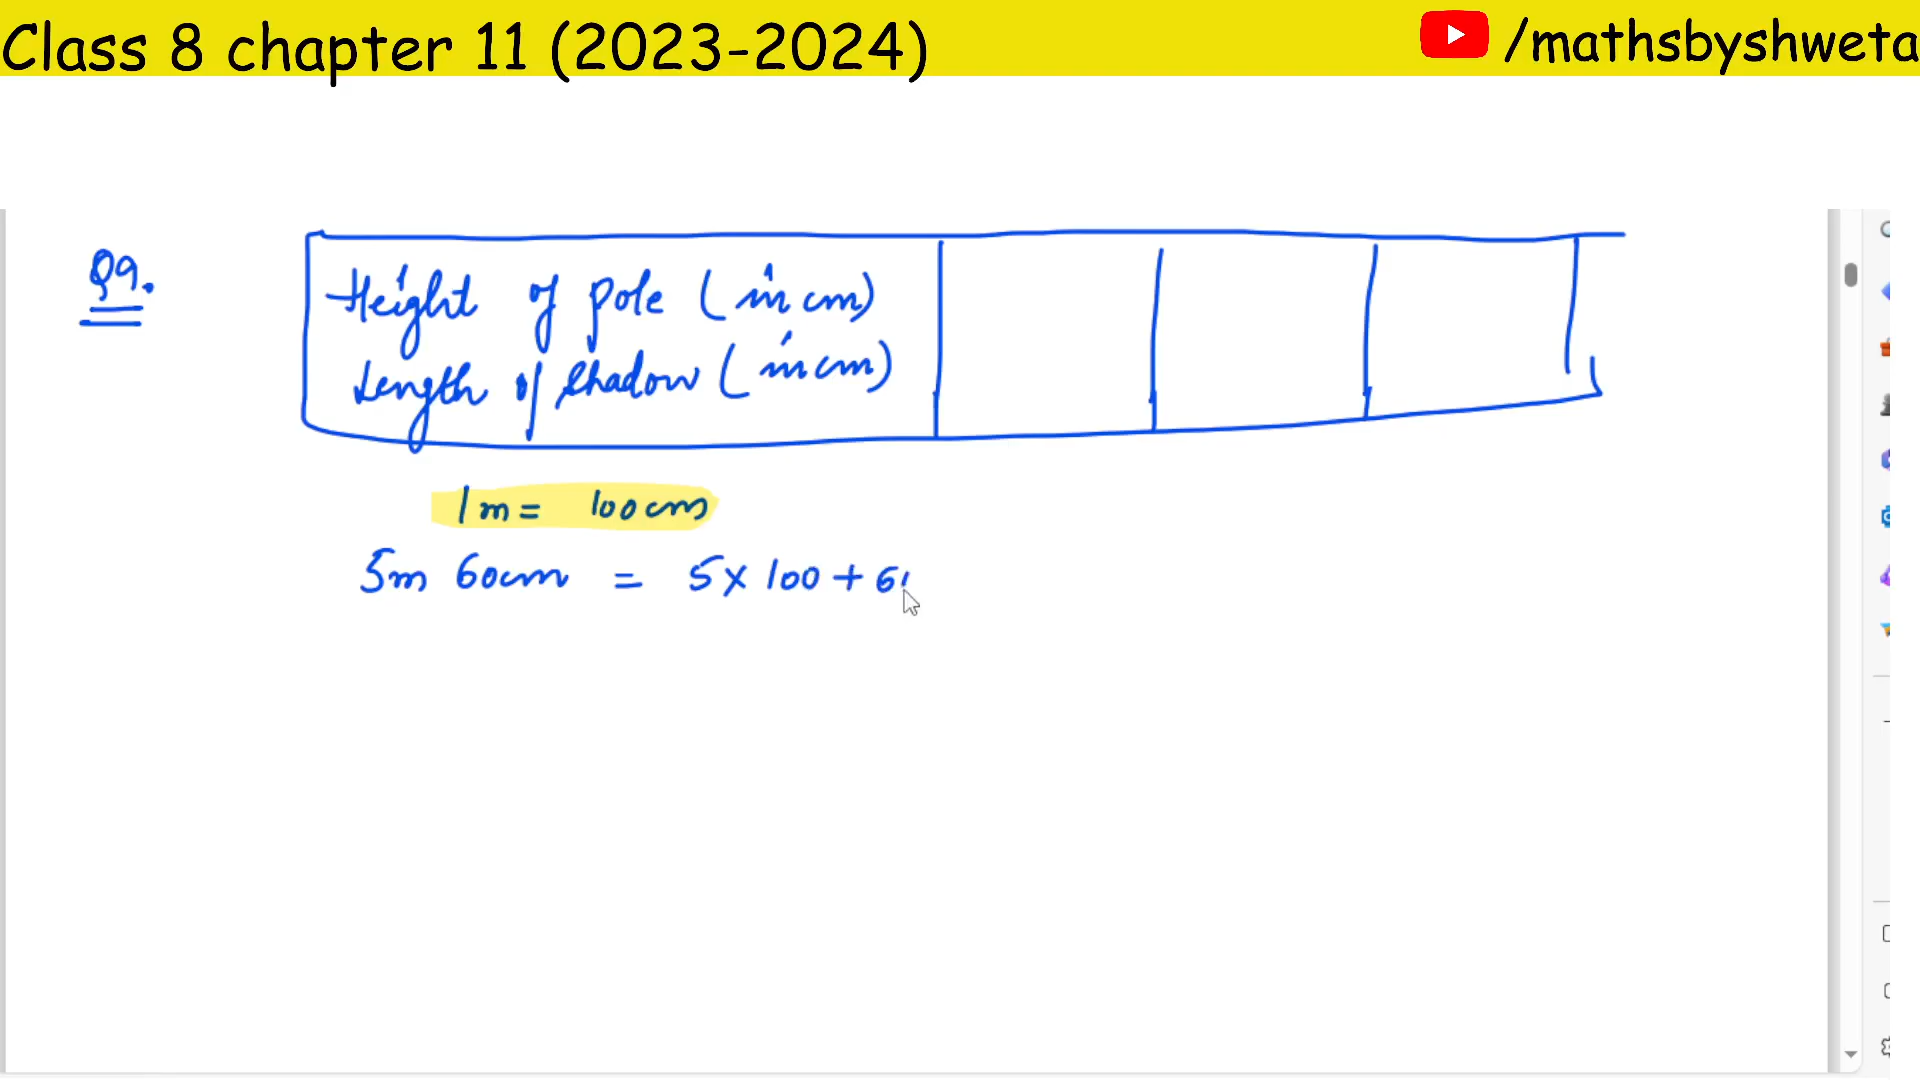 Class 8 chapter 11 (2023-2024)
/mathsbyshweta
Q9.
Height of pole (in cm)
Length of shadow (in cm)
1m = 100cm
5m 60cm = 5 x 100 + 6